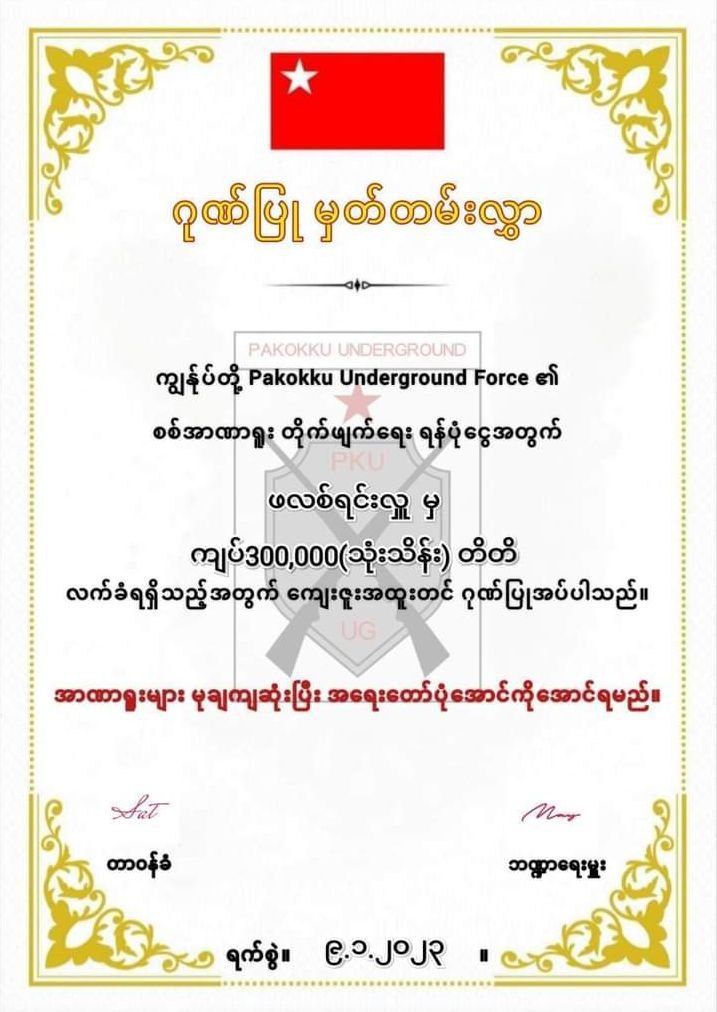 ဂုဏ်ပြု မှတ်တမ်းလွှာ
PAKOKKU UNDERGROUND
ကျွန်ုပ်တို့ Pakokku Underground Force ၏
စစ်အာဏာရှုး တိုက်ဖျက်ရေး ရန်ပုံငွေအတွက်
PKU
ဖလစ်ရင်းလှူ မှ
ကျပ်300,000(သုံးသိန်း) တိတိ
လက်ခံရရှိသည့်အတွက် ကျေးဇူးအထူးတင် ဂုဏ်ပြုအပ်ပါသည်။
UG
အာဏာရှူးများ မုချကျဆုံးပြီး အရေးတော်ပုံအောင်ကိုအောင်ရမည်။
Sut May
တာဝန်ခံ ဘဏ္ဍာရေးမှူး
ရက်စွဲ။ ၉.၁.၂၀၂၃ ။